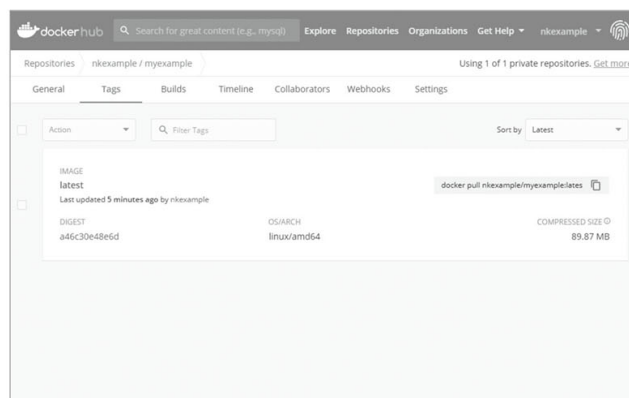 dockerhub Search for great content (e.g., mysql) Explore Repositories Organizations Get Help nkexample
Repositories nkexample / myexample Using 1 of 1 private repositories. Get more
General Tags Builds Timeline Collaborators Webhooks Settings
Action Filter Tags Sort by Latest
IMAGE
latest
docker pull nkexample/myexample:lates
Last updated 5 minutes ago by nkexample
DIGEST OS/ARCH COMPRESSED SIZE
a46c30e48e6d linux/amd64 89.87 MB